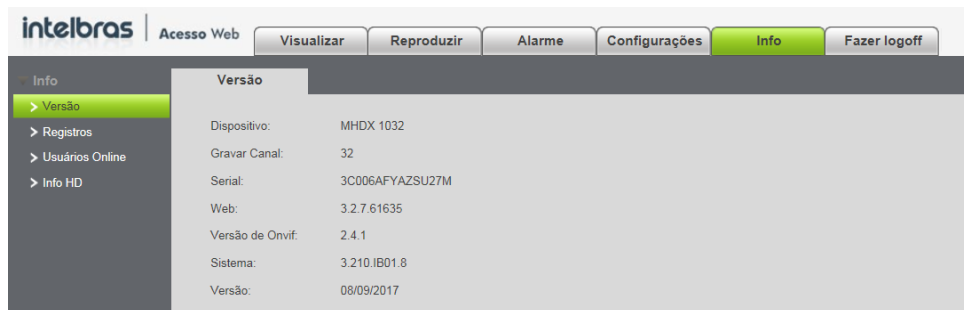 intelbras Acesso Web Visualizar Reproduzir Alarme Configurações Info Fazer logoff
Info
Versão
Registros
Usuários Online
Info HD
Versão
Dispositivo: MHDX 1032
Gravar Canal: 32
Serial: 3C006AFYAZSU27M
Web: 3.2.7.61635
Versão de Onvif: 2.4.1
Sistema: 3.210.IB01.8
Versão: 08/09/2017